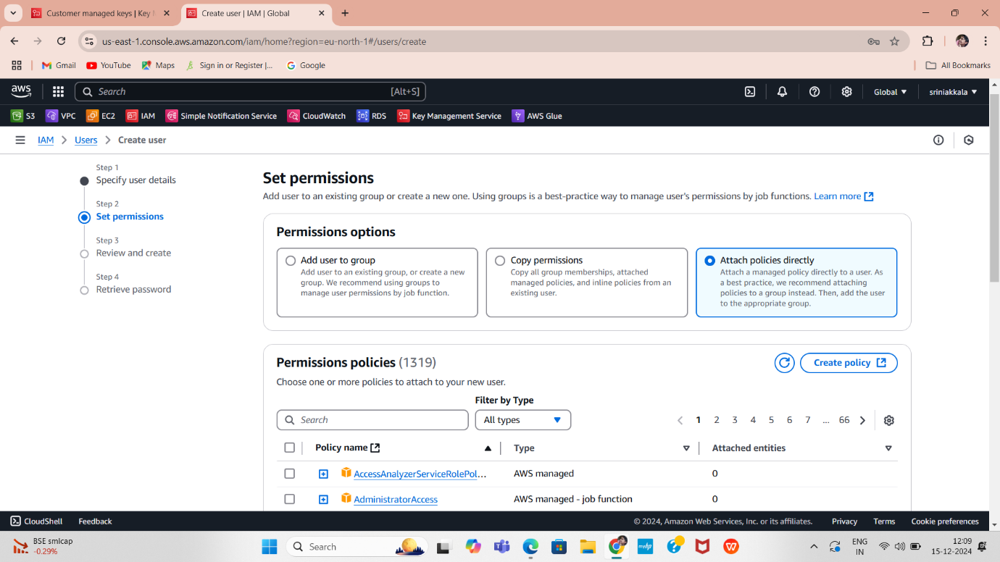 Customer managed keys | Key M
Create user | IAM | Global
us-east-1.console.aws.amazon.com/iam/home?region=eu-north-1#/users/create
Gmail
YouTube
Maps
Sign in or Register |...
Google
All Bookmarks
aws
Search
[Alt+S]
Global
sriniakkala
S3
VPC
EC2
IAM
Simple Notification Service
CloudWatch
RDS
Key Management Service
AWS Glue
IAM
Users
Create user
Step 1
Specify user details
Step 2
Set permissions
Step 3
Review and create
Step 4
Retrieve password
Set permissions
Add user to an existing group or create a new one. Using groups is a best-practice way to manage user's permissions by job functions. Learn more
Permissions options
Add user to group
Add user to an existing group, or create a new
group. We recommend using groups to
manage user permissions by job function.
Copy permissions
Copy all group memberships, attached
managed policies, and inline policies from an
existing user.
Attach policies directly
Attach a managed policy directly to a user. As
a best practice, we recommend attaching
policies to a group instead. Then, add the user
to the appropriate group.
Permissions policies (1319)
Create policy
Choose one or more policies to attach to your new user.
Filter by Type
Search
All types
1 2 3 4 5 6 7 ... 66
Policy name
Type
Attached entities
AccessAnalyzerServiceRolePol...
AWS managed
0
AdministratorAccess
AWS managed - job function
0
CloudShell
Feedback
© 2024, Amazon Web Services, Inc. or its affiliates.
Privacy
Terms
Cookie preferences
BSE smlcap
-0.29%
Search
myhp
ENG
IN
12:09
15-12-2024